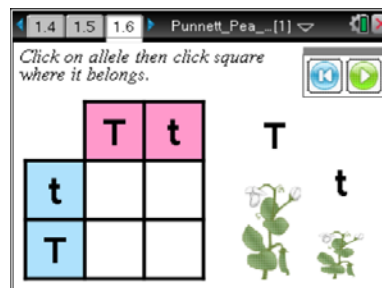 1.4 1.5 1.6 Punnett_Pea_...[1]
Click on allele then click square
where it belongs.
T t
T
t
t
T